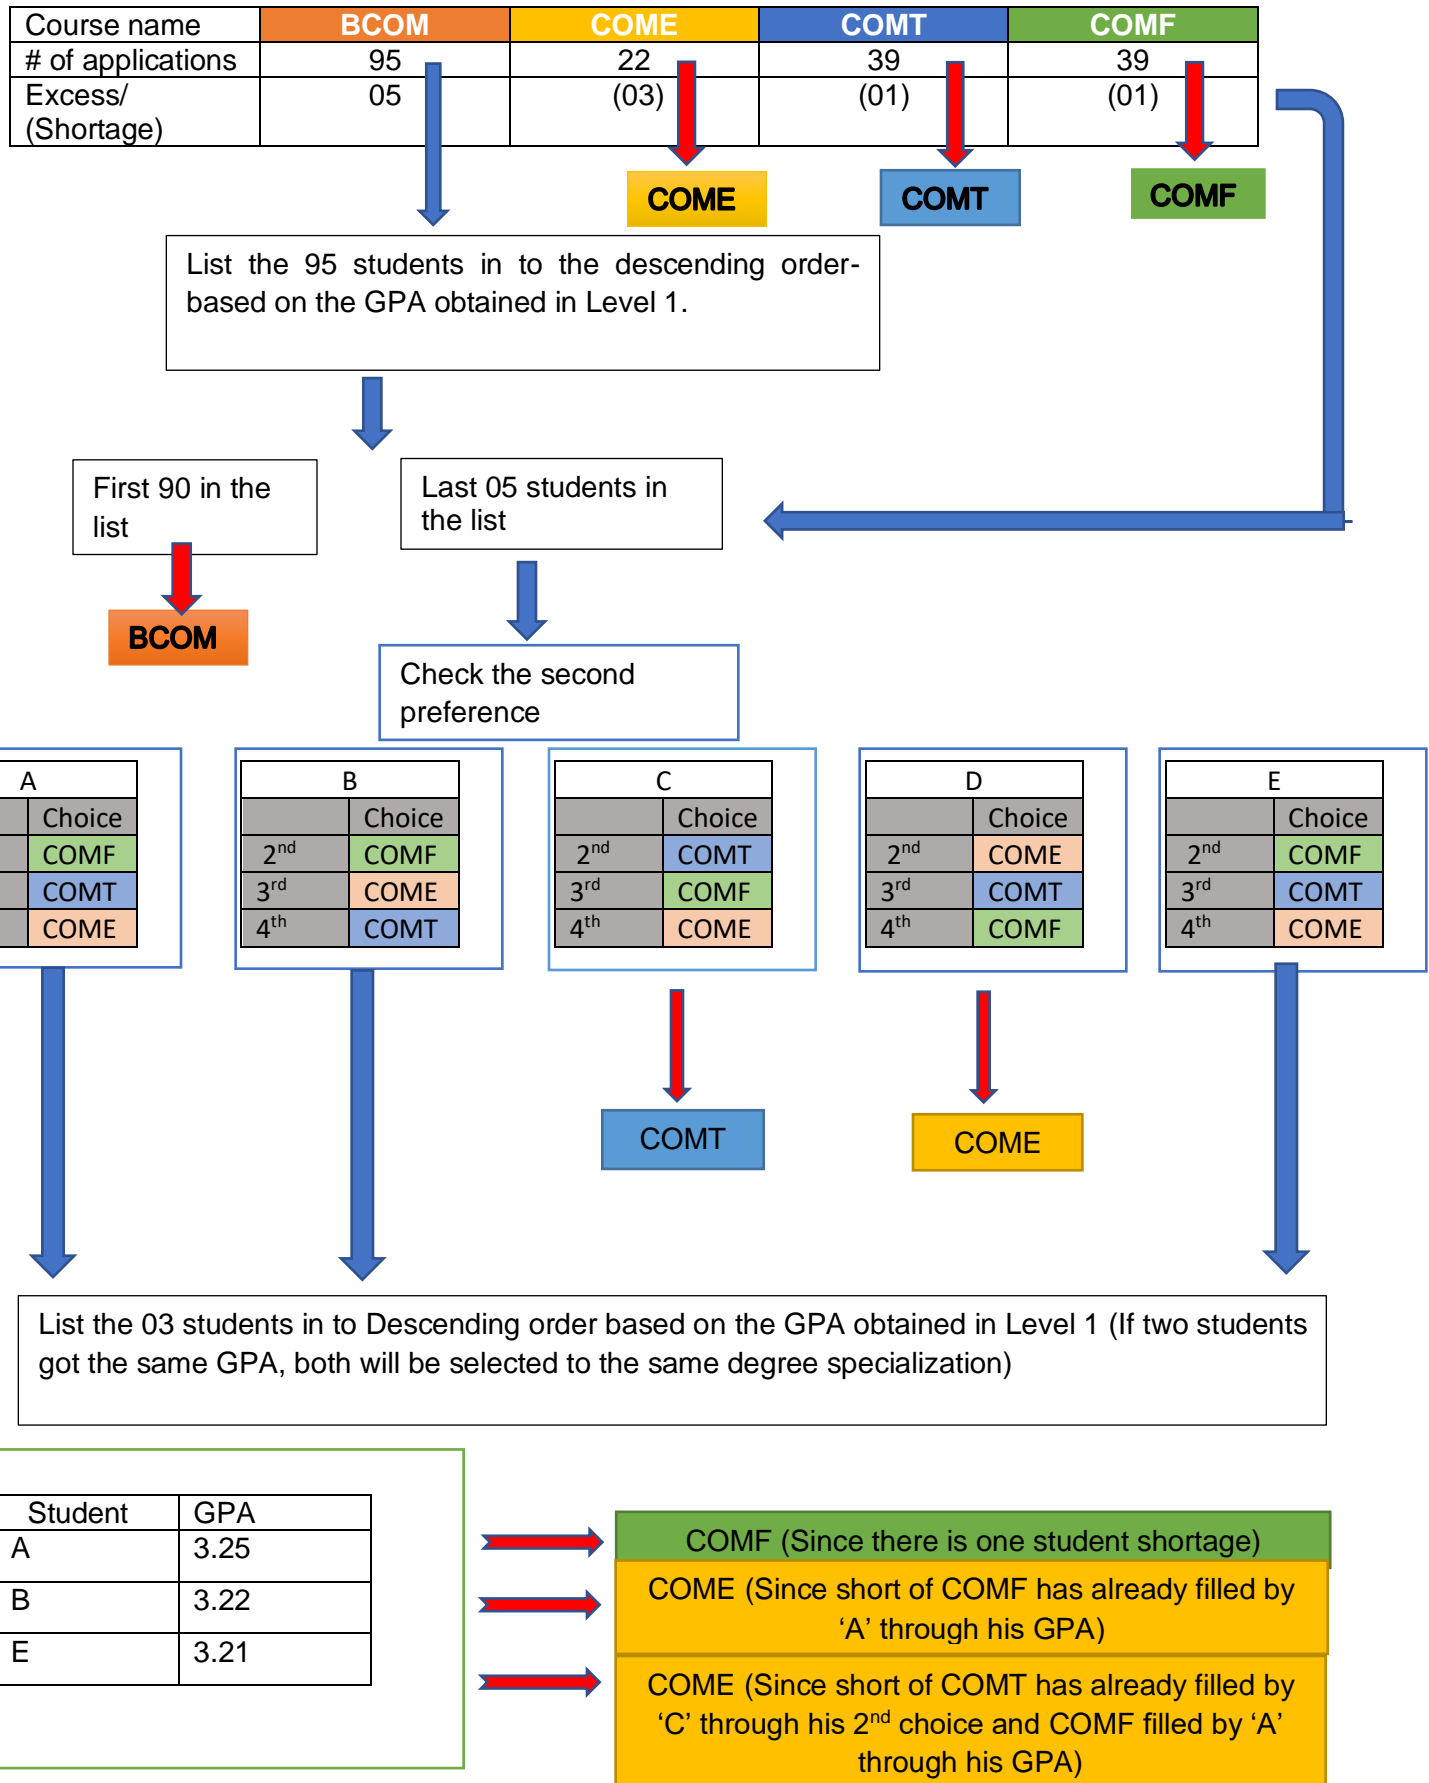 Course name BCOM COME COMT COMF
# of applications 95 22 39 39
Excess/ 05 (03) (01) (01)
(Shortage)
COME COMT COMF
List the 95 students in to the descending order-
based on the GPA obtained in Level 1.
First 90 in the
list
Last 05 students in
the list
BCOM
Check the second
preference
A
Choice
COMF
COMT
COME
B
Choice
2nd COMF
3rd COME
4th COMT
C
Choice
2nd COMT
3rd COMF
4th COME
D
Choice
2nd COME
3rd COMT
4th COMF
E
Choice
2nd COMF
3rd COMT
4th COME
COMT
COME
List the 03 students in to Descending order based on the GPA obtained in Level 1 (If two students
got the same GPA, both will be selected to the same degree specialization)
Student GPA
A 3.25
B 3.22
E 3.21
COMF (Since there is one student shortage)
COME (Since short of COMF has already filled by
‘A’ through his GPA)
COME (Since short of COMT has already filled by
‘C’ through his 2nd choice and COMF filled by ‘A’
through his GPA)